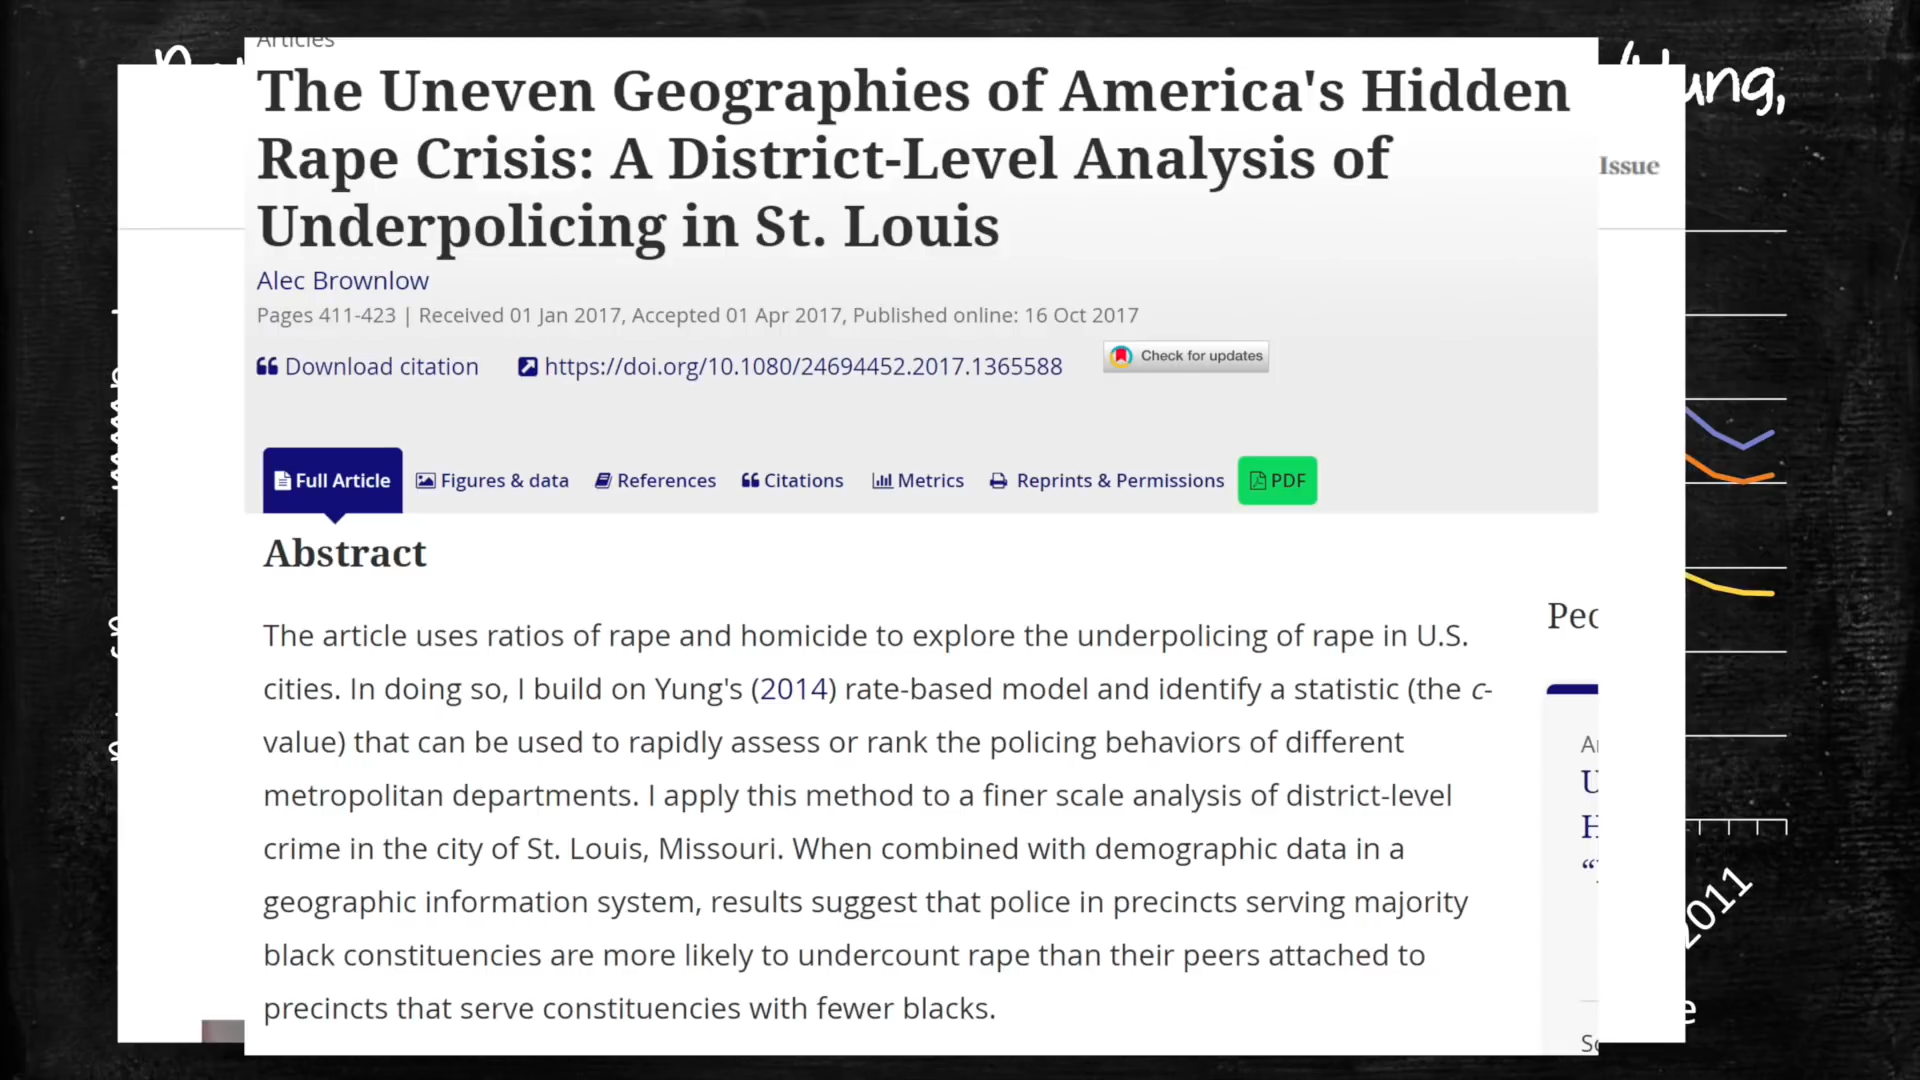 Articles
The Uneven Geographies of America's Hidden
Rape Crisis: A District-Level Analysis of
Underpolicing in St. Louis
Alec Brownlow
Pages 411-423 | Received 01 Jan 2017, Accepted 01 Apr 2017, Published online: 16 Oct 2017
Download citation https://doi.org/10.1080/24694452.2017.1365588 Check for updates
Full Article Figures & data References Citations Metrics Reprints & Permissions PDF
Abstract
The article uses ratios of rape and homicide to explore the underpolicing of rape in U.S.
cities. In doing so, I build on Yung's (2014) rate-based model and identify a statistic (the c-
value) that can be used to rapidly assess or rank the policing behaviors of different
metropolitan departments. I apply this method to a finer scale analysis of district-level
crime in the city of St. Louis, Missouri. When combined with demographic data in a
geographic information system, results suggest that police in precincts serving majority
black constituencies are more likely to undercount rape than their peers attached to
precincts that serve constituencies with fewer blacks.
Issue
2011